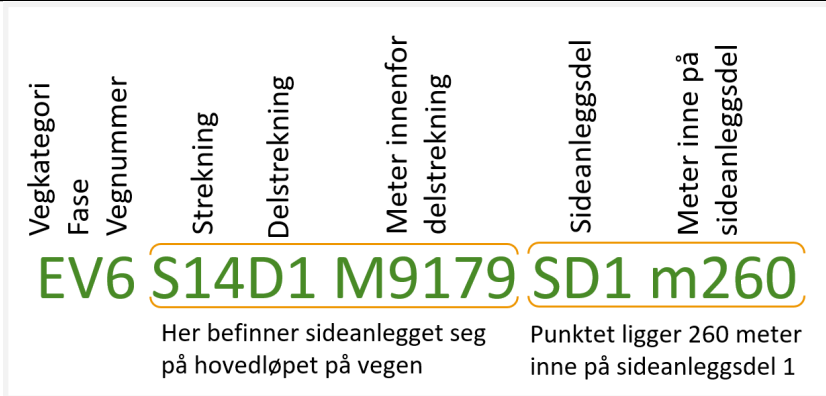 Vegkategori
Fase
Vegnummer
Strekning
Delstrekning
Meter innenfor
delstrekning
Sideanleggsdel
Meter inne på
sideanleggsdel
EV6 S14D1 M9179 SD1 m260
Her befinner sideanlegget seg
på hovedløpet på vegen
Punktet ligger 260 meter
inne på sideanleggsdel 1